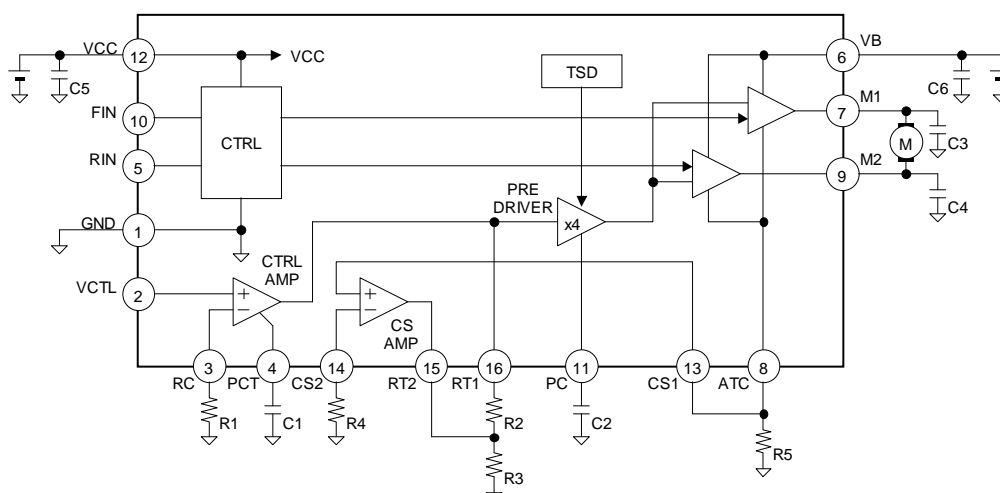 VCC
12
VCC
VB
6
C5
TSD
C6
M1
7
FIN
10
CTRL
M
C3
RIN
5
M2
9
PRE
DRIVER
C4
GND
1
x4
CTRL
AMP
VCTL
2
+
−
+
−
CS
AMP
3
4
14
15
16
11
13
8
RC
PCT
CS2
RT2
RT1
PC
CS1
ATC
R1
C1
R4
R2
C2
R5
R3